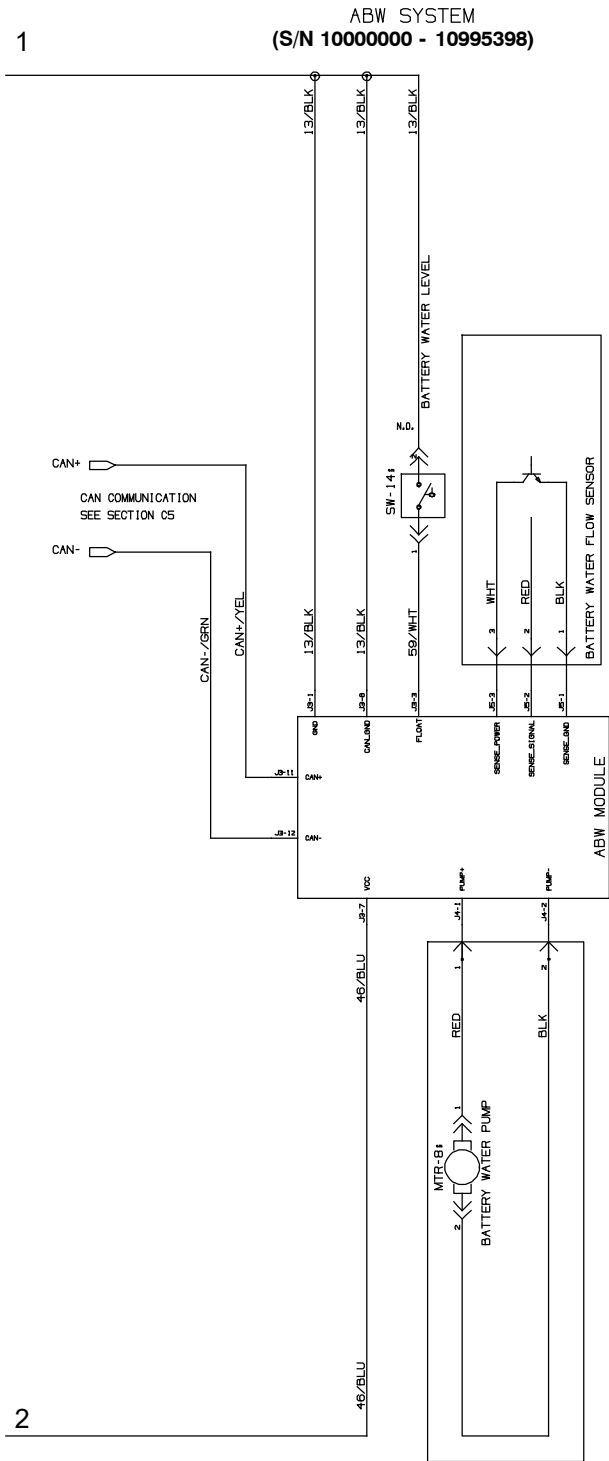 ABW SYSTEM
(S/N 10000000 - 10995398)
1
13/BLK
13/BLK
13/BLK
BATTERY WATER LEVEL
N.O.
2
SW-14
1
CAN+
CAN COMMUNICATION
SEE SECTION C5
CAN-
CAN-/GRN
CAN+/YEL
13/BLK
13/BLK
59/WHT
WHT
RED
BLK
3
2
1
BATTERY WATER FLOW SENSOR
J3-1
J3-8
J3-3
J5-3
J5-2
J5-1
GND
CAN_GND
FLOAT
SENSE_POWER
SENSE_SIGNAL
SENSE_GND
J3-11
CAN+
J3-12
CAN-
ABW MODULE
VCC
PUMP+
PUMP-
J3-7
J4-1
J4-2
46/BLU
1
2
RED
BLK
1
MTR-8
BATTERY WATER PUMP
2
46/BLU
2